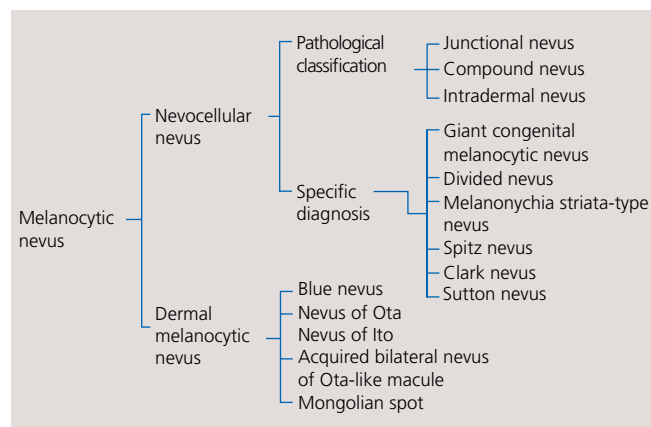 Melanocytic
nevus
Nevocellular
nevus
Pathological
classification
Junctional nevus
Compound nevus
Intradermal nevus
Specific
diagnosis
Giant congenital
melanocytic nevus
Divided nevus
Melanonychia striata-type
nevus
Spitz nevus
Clark nevus
Sutton nevus
Dermal
melanocytic
nevus
Blue nevus
Nevus of Ota
Nevus of Ito
Acquired bilateral nevus
of Ota-like macule
Mongolian spot